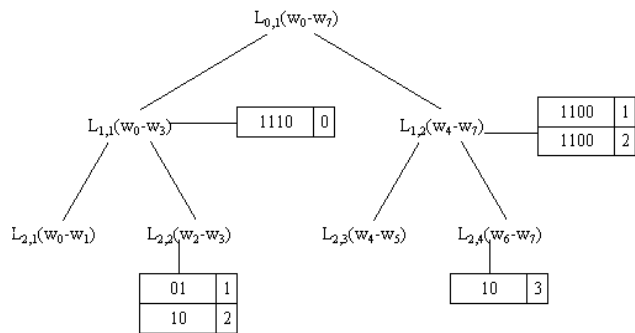 L0,1(w0-w7)
L1,1(w0-w3) 1110 0 L1,2(w4-w7) 1100 1
1100 2
L2,1(w0-w1) L2,2(w2-w3) L2,3(w4-w5) L2,4(w6-w7)
01 1 10 3
10 2